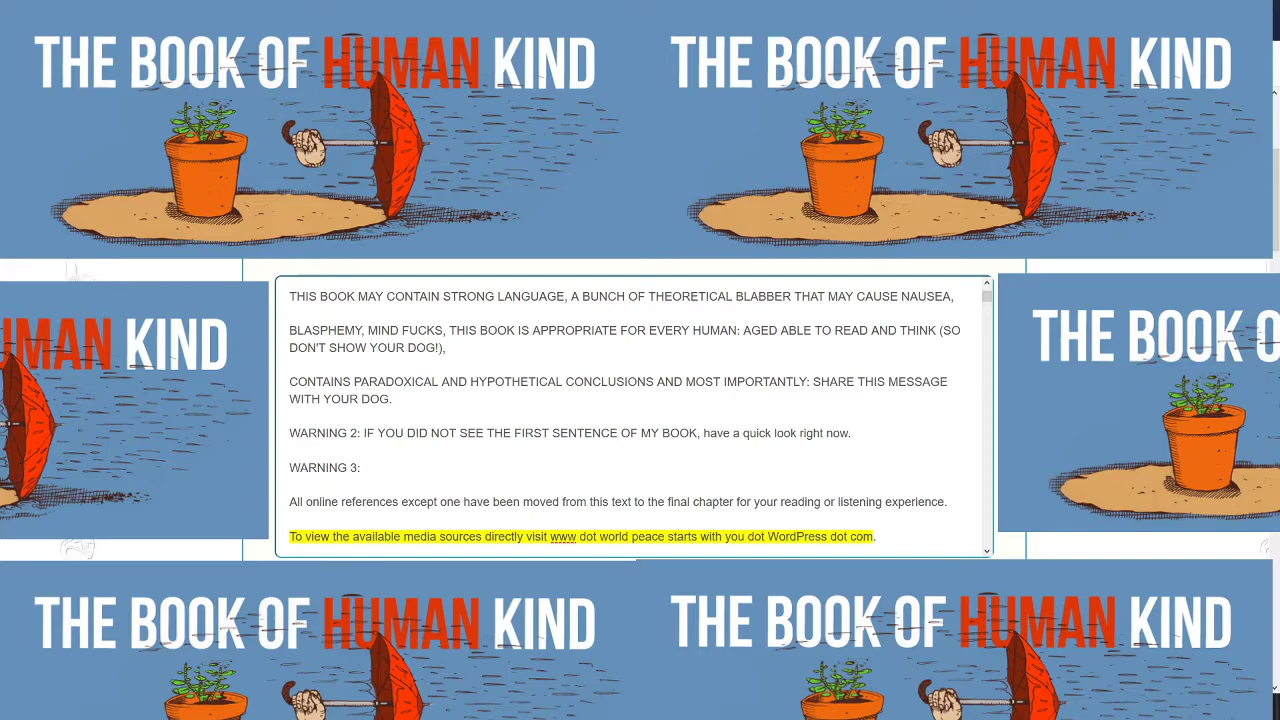 THE BOOK OF HUMAN KIND
THE BOOK OF HUMAN KIND
THIS BOOK MAY CONTAIN STRONG LANGUAGE, A BUNCH OF THEORETICAL BLABBER THAT MAY CAUSE NAUSEA,
BLASPHEMY, MIND FUCKS, THIS BOOK IS APPROPRIATE FOR EVERY HUMAN: AGED ABLE TO READ AND THINK (SO
DON'T SHOW YOUR DOG!),
CONTAINS PARADOXICAL AND HYPOTHETICAL CONCLUSIONS AND MOST IMPORTANTLY: SHARE THIS MESSAGE
WITH YOUR DOG.
WARNING 2: IF YOU DID NOT SEE THE FIRST SENTENCE OF MY BOOK, have a quick look right now.
WARNING 3:
All online references except one have been moved from this text to the final chapter for your reading or listening experience.
To view the available media sources directly visit www dot world peace starts with you dot WordPress dot com.
MAN KIND
THE BOOK O
THE BOOK OF HUMAN KIND
THE BOOK OF HUMAN KIND